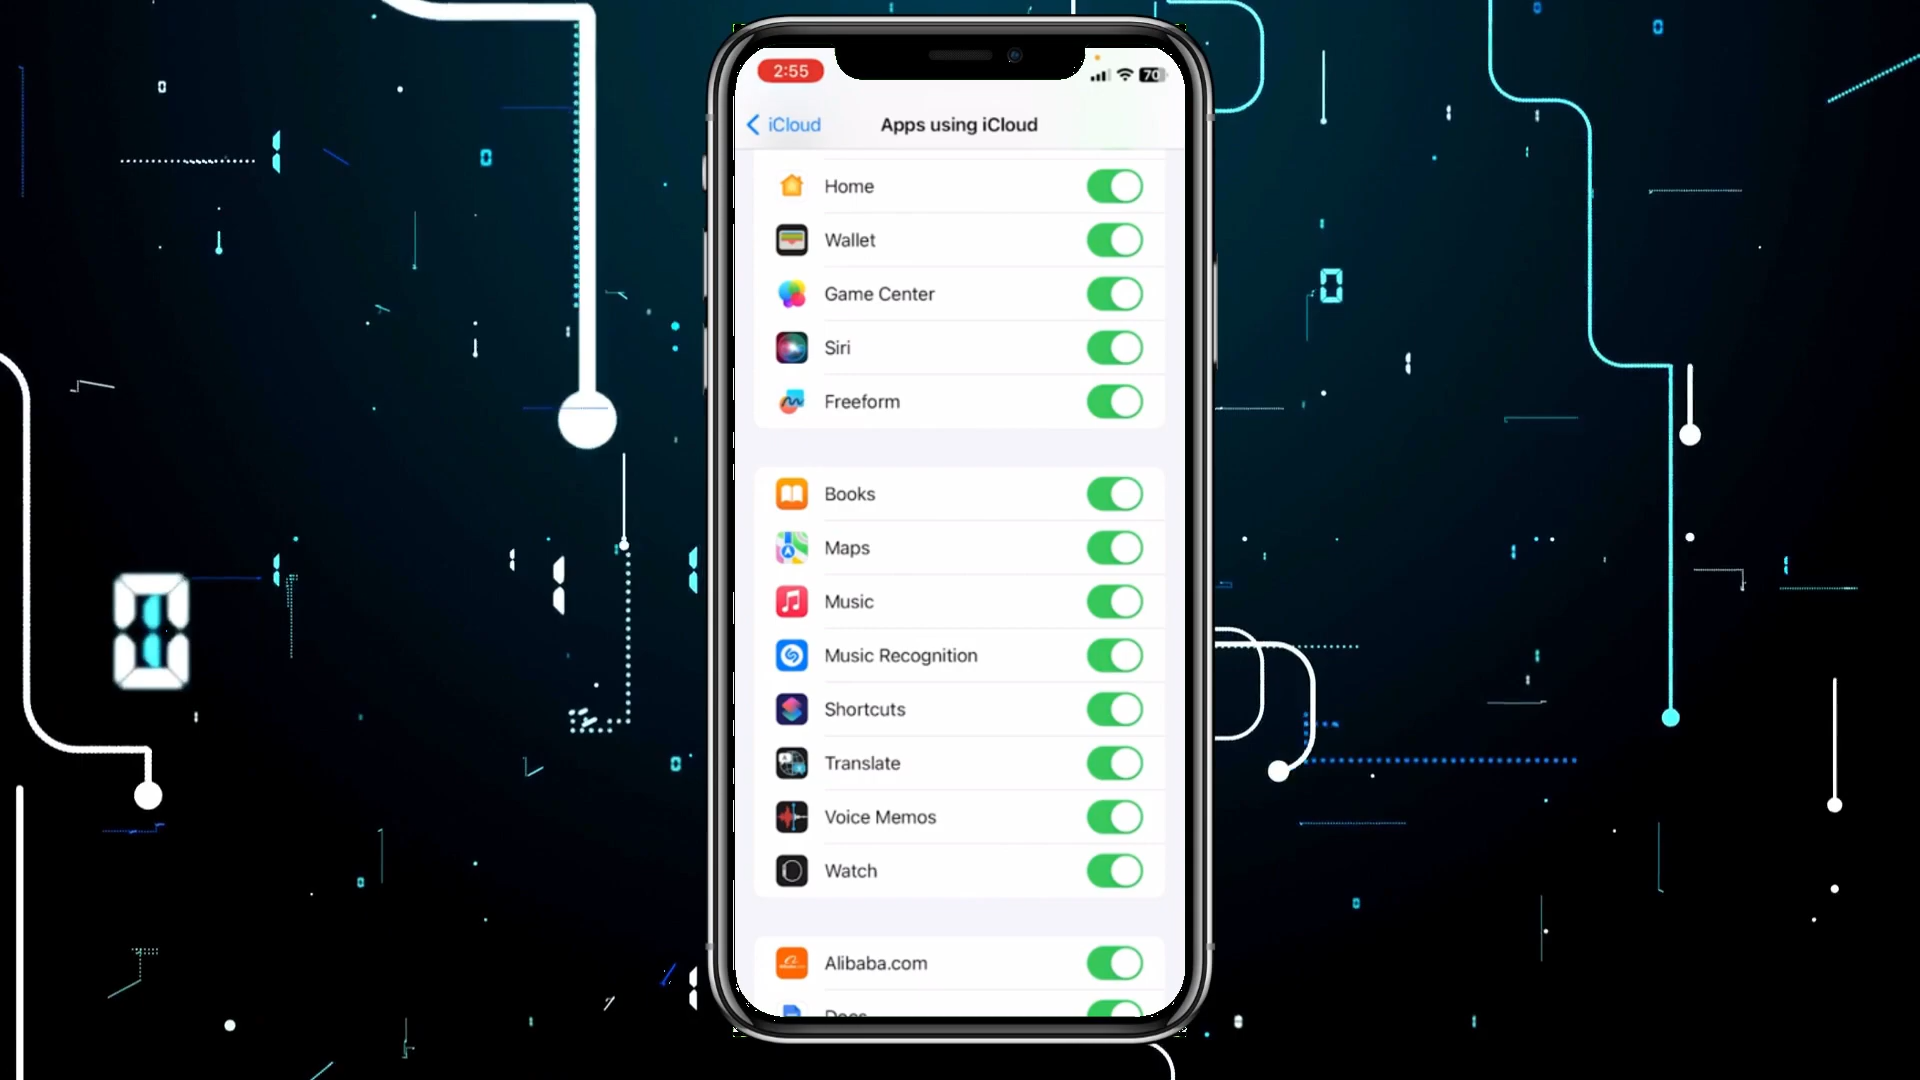 2:55
70
iCloud
Apps using iCloud
Home
Wallet
Game Center
Siri
Freeform
Books
Maps
Music
Music Recognition
Shortcuts
Translate
Voice Memos
Watch
Alibaba.com
Docs